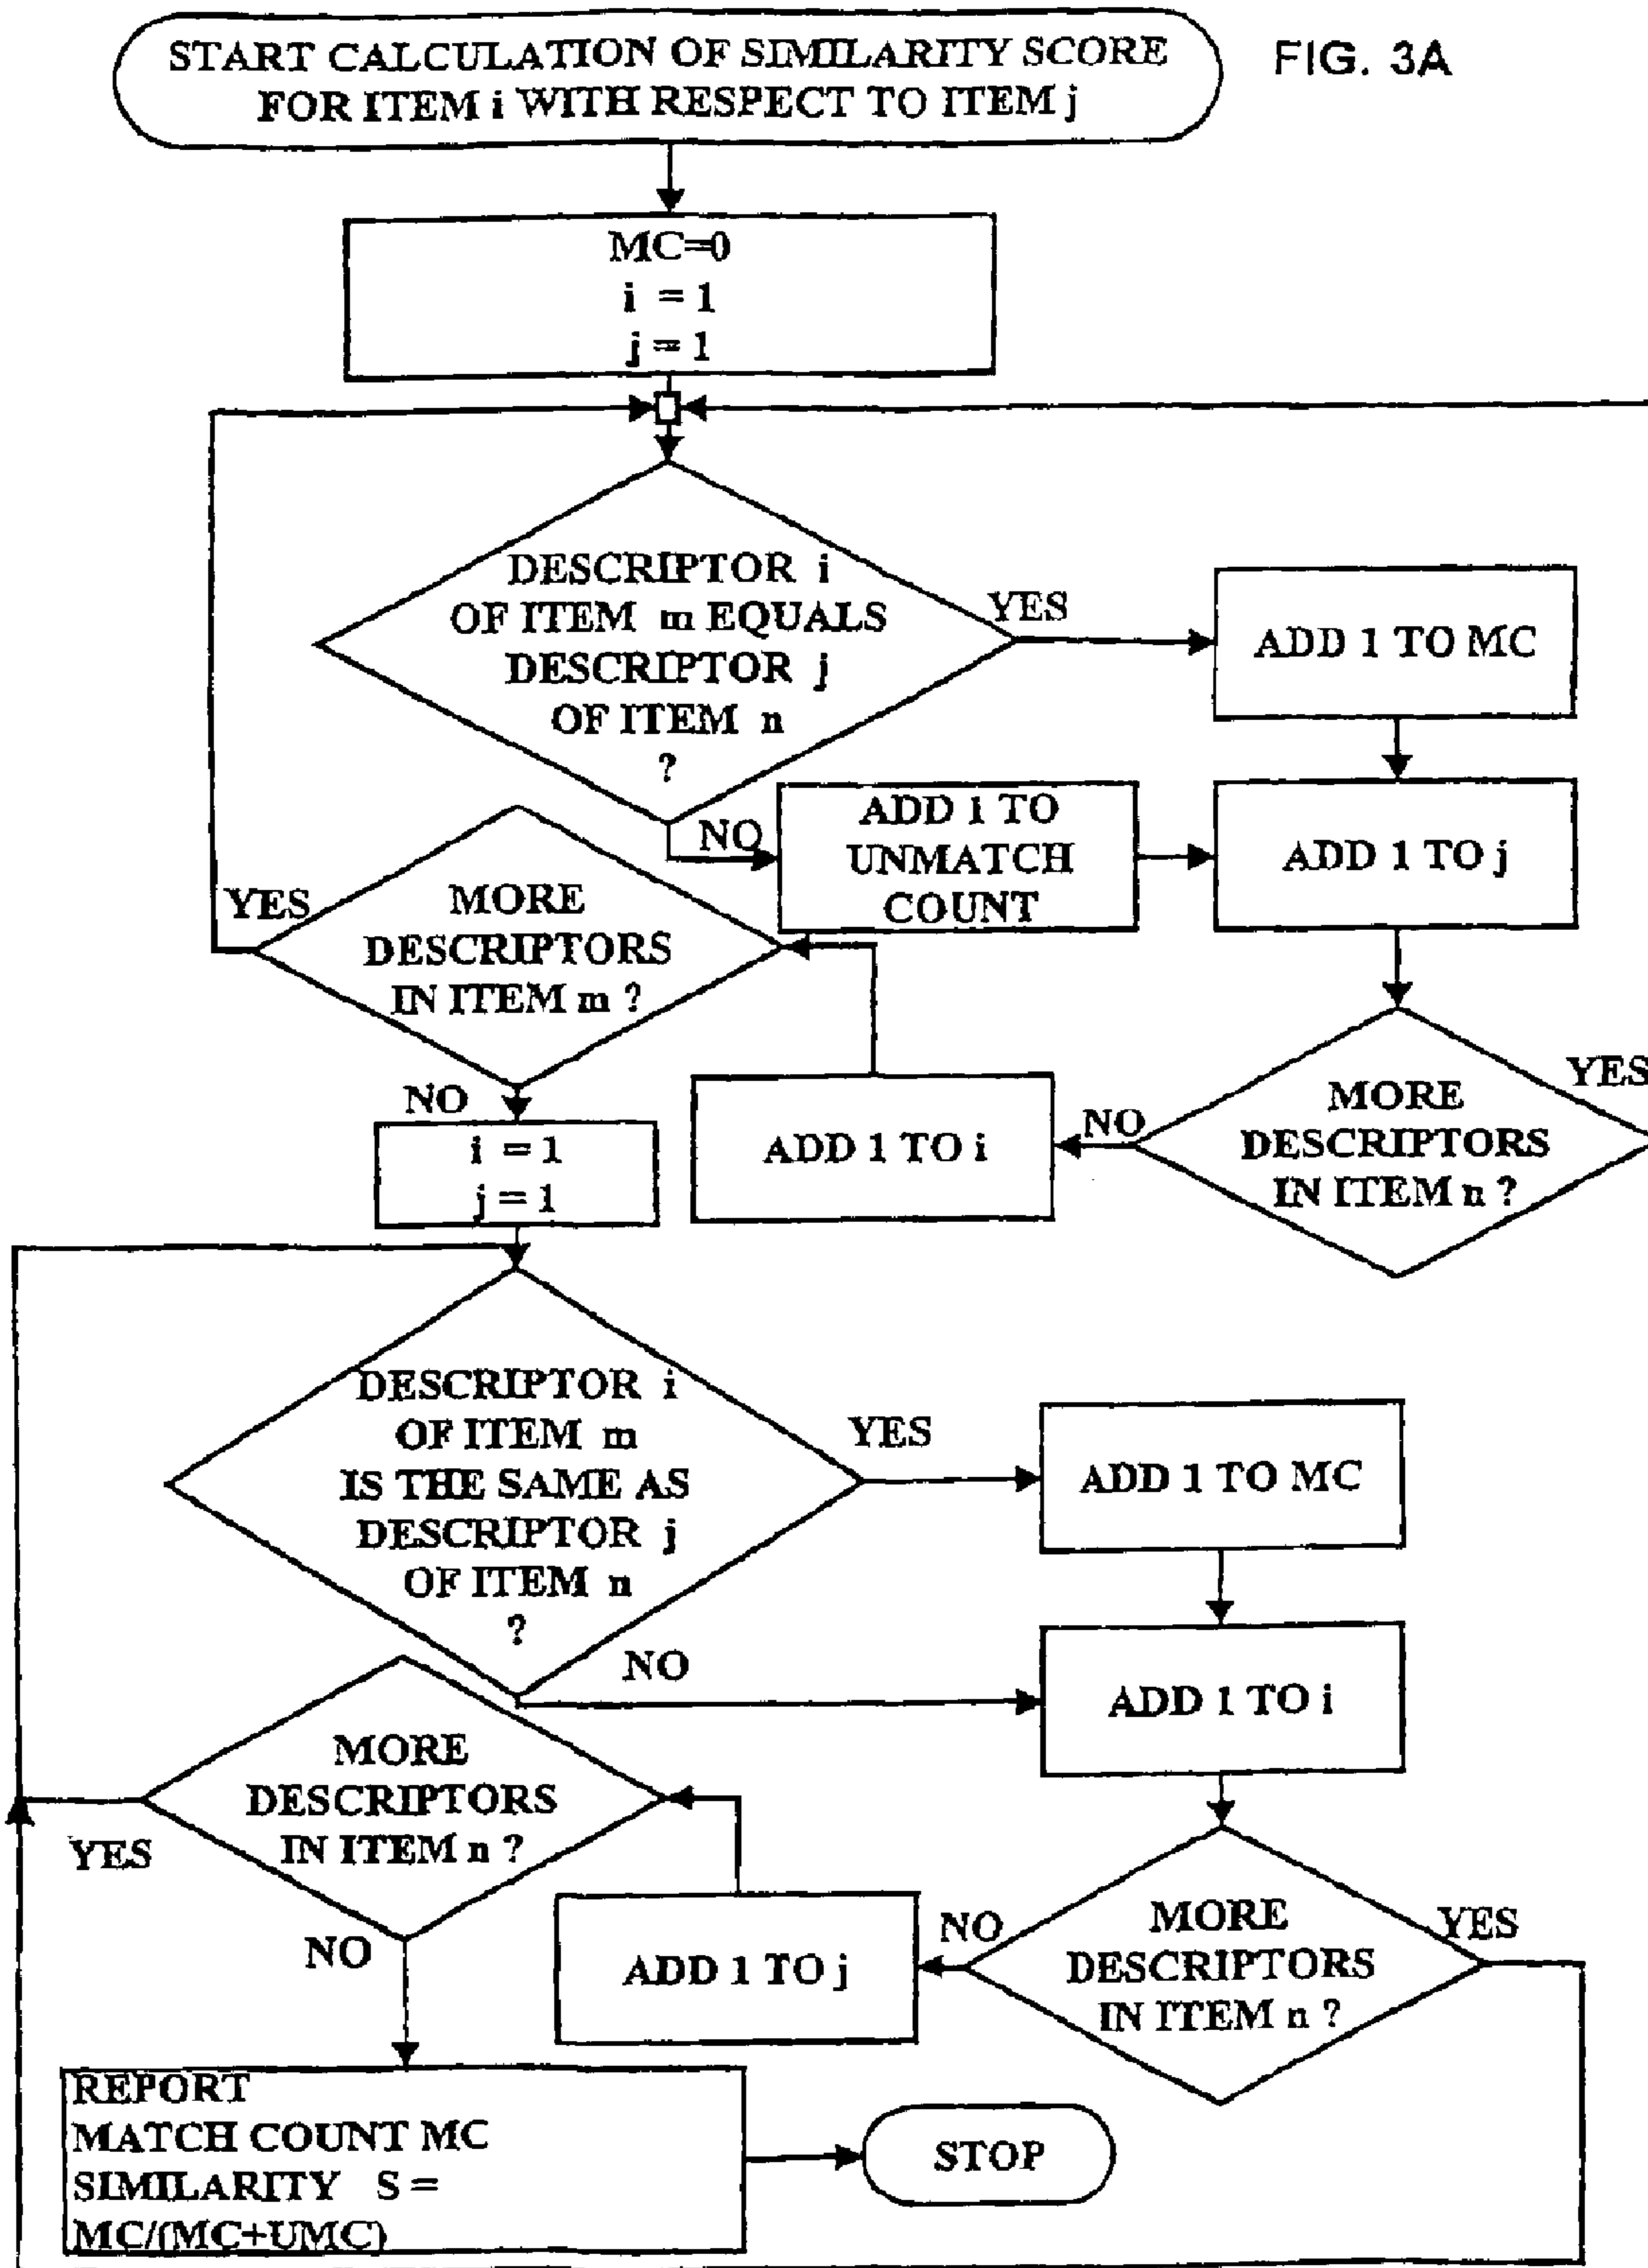 START CALCULATION OF SIMILARITY SCORE
FOR ITEM i WITH RESPECT TO ITEM j
FIG. 3A
MC=0
i = 1
j = 1
DESCRIPTOR i
OF ITEM m EQUALS
DESCRIPTOR j
OF ITEM n
?
YES
ADD 1 TO MC
NO
ADD 1 TO
UNMATCH
COUNT
ADD 1 TO j
YES
MORE
DESCRIPTORS
IN ITEM m ?
NO
ADD 1 TO i
NO
MORE
DESCRIPTORS
IN ITEM n ?
YES
i = 1
j = 1
DESCRIPTOR i
OF ITEM m
IS THE SAME AS
DESCRIPTOR j
OF ITEM n
?
YES
ADD 1 TO MC
NO
ADD 1 TO i
MORE
DESCRIPTORS
IN ITEM n ?
YES
NO
ADD 1 TO j
NO
MORE
DESCRIPTORS
IN ITEM n ?
YES
REPORT
MATCH COUNT MC
SIMILARITY S =
MC/(MC+UMC)
STOP